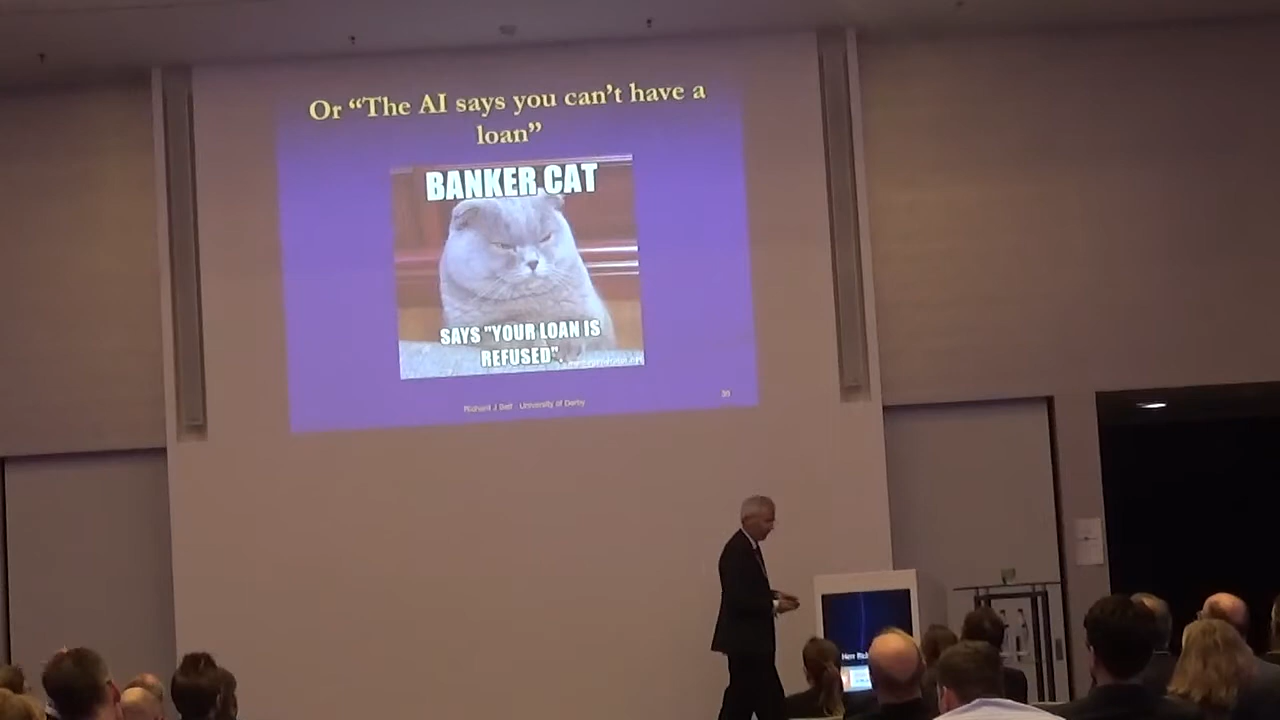 Or “The AI says you can’t have a
loan”
BANKER CAT
SAYS "YOUR LOAN IS
REFUSED".
Richard J Self University of Derby
Herr